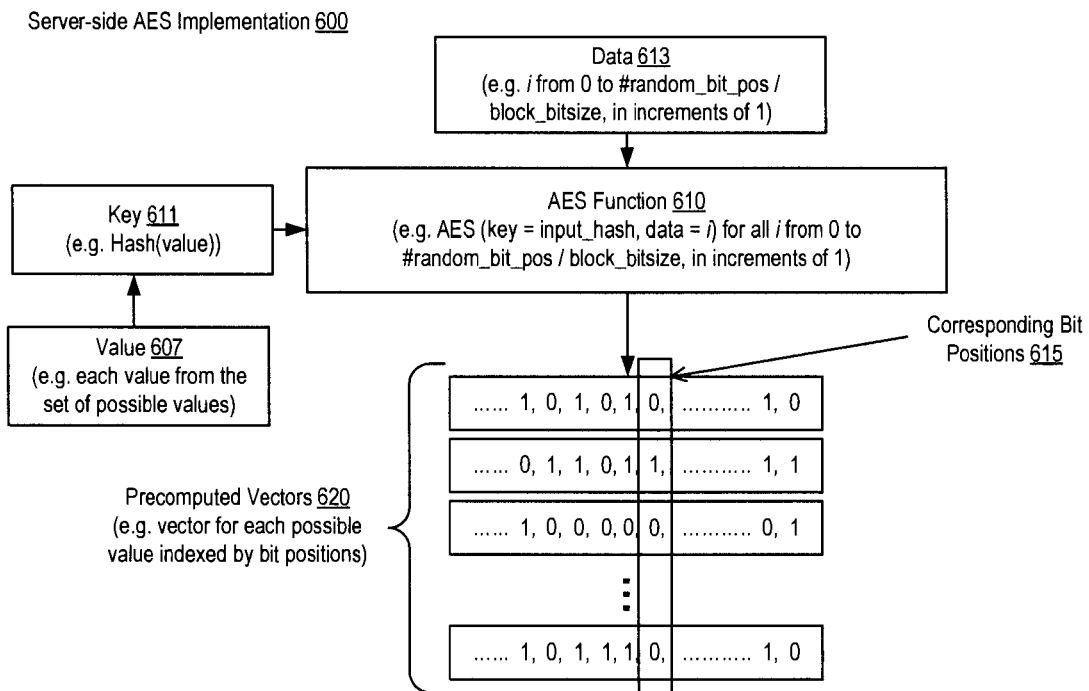 Server-side AES Implementation 600
Data 613
(e.g. i from 0 to #random_bit_pos /
block_bitsize, in increments of 1)
Key 611
(e.g. Hash(value))
AES Function 610
(e.g. AES (key = input_hash, data = i) for all i from 0 to
#random_bit_pos / block_bitsize, in increments of 1)
Value 607
(e.g. each value from the
set of possible values)
Corresponding Bit
Positions 615
...... 1, 0, 1, 0, 1, 0, ........... 1, 0
...... 0, 1, 1, 0, 1, 1, ........... 1, 1
Precomputed Vectors 620
(e.g. vector for each possible
value indexed by bit positions)
...... 1, 0, 0, 0, 0, 0, ........... 0, 1
...... 1, 0, 1, 1, 1, 0, ........... 1, 0